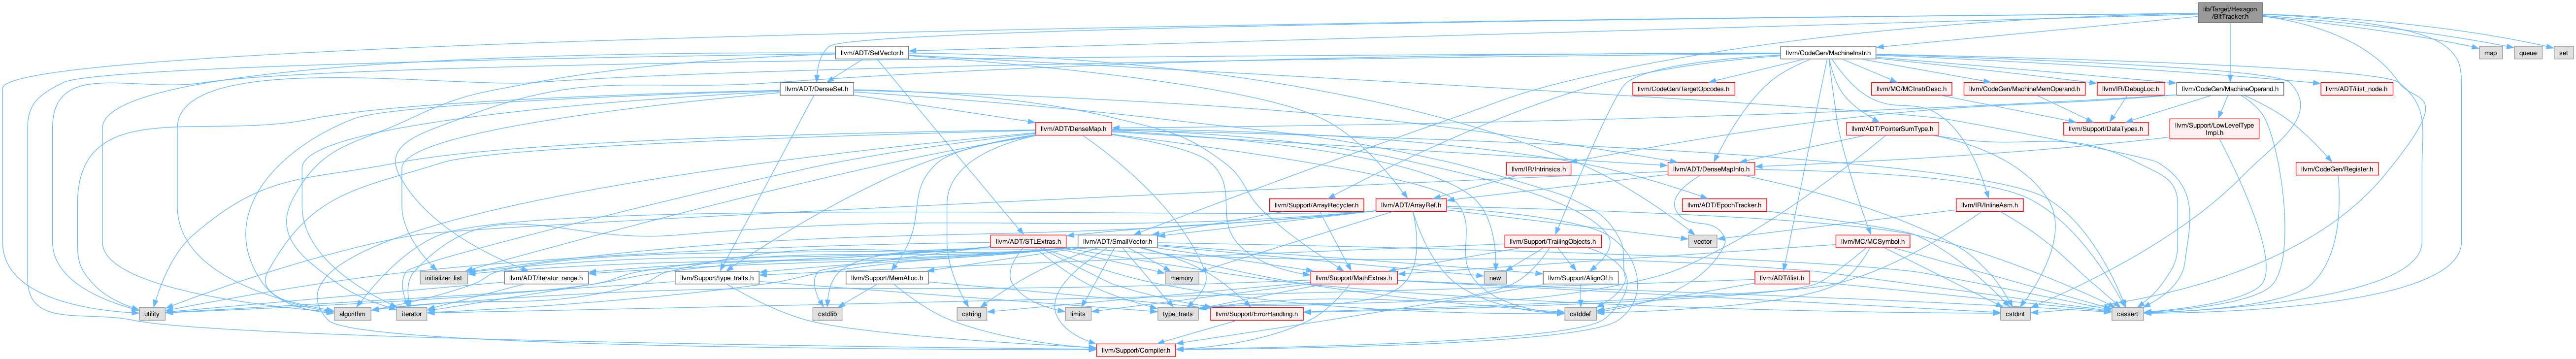 lib/Target/Hexagon
/BitTracker.h
llvm/ADT/SetVector.h
llvm/CodeGen/MachineInstr.h
map
queue
set
llvm/ADT/DenseSet.h
llvm/CodeGen/TargetOpcodes.h
llvm/MC/MCInstrDesc.h
llvm/CodeGen/MachineMemOperand.h
llvm/IR/DebugLoc.h
llvm/CodeGen/MachineOperand.h
llvm/ADT/ilist_node.h
llvm/ADT/DenseMap.h
llvm/ADT/PointerSumType.h
llvm/Support/DataTypes.h
llvm/Support/LowLevelType
Impl.h
llvm/IR/Intrinsics.h
llvm/ADT/DenseMapInfo.h
llvm/CodeGen/Register.h
llvm/Support/ArrayRecycler.h
llvm/ADT/ArrayRef.h
llvm/ADT/EpochTracker.h
llvm/IR/InlineAsm.h
llvm/ADT/STLExtras.h
llvm/ADT/SmallVector.h
llvm/Support/TrailingObjects.h
vector
llvm/MC/MCSymbol.h
initializer_list
llvm/ADT/iterator_range.h
llvm/Support/type_traits.h
llvm/Support/MemAlloc.h
memory
llvm/Support/MathExtras.h
new
llvm/Support/AlignOf.h
llvm/ADT/ilist.h
utility
algorithm
iterator
cstdlib
cstring
limits
type_traits
llvm/Support/ErrorHandling.h
cstddef
cstdint
cassert
llvm/Support/Compiler.h